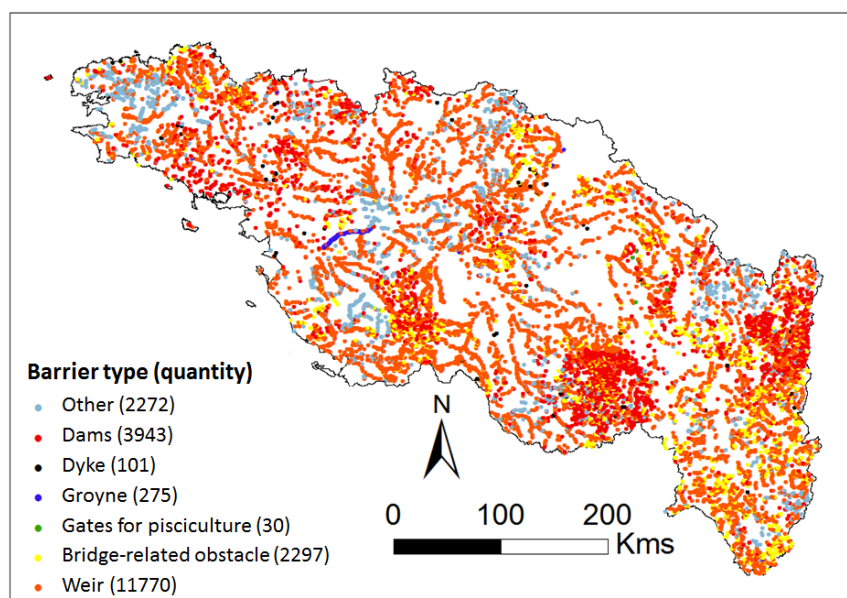 Barrier type (quantity)
Other (2272)
Dams (3943)
Dyke (101)
Groyne (275)
Gates for pisciculture (30)
Bridge-related obstacle (2297)
Weir (11770)
N
0 100 200
Kms